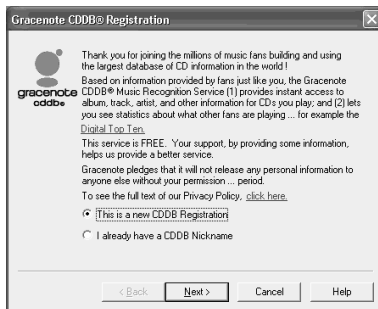 Gracenote CDDB® Registration
Thank you for joining the millions of music fans building and using
the largest database of CD information in the world !
Based on information provided by fans just like you, the Gracenote
CDDB® Music Recognition Service (1) provides instant access to
album, track, artist, and other information for CDs you play; and (2) lets
you see statistics about what other fans are playing ... for example the
Digital Top Ten.
gracenote
cddb
This service is FREE. Your support, by providing some information,
helps us provide a better service.
Gracenote pledges that it will not release any personal information to
anyone else without your permission ... period.
To see the full text of our Privacy Policy, click here.
This is a new CDDB Registration
I already have a CDDB Nickname
< Back
Next >
Cancel
Help